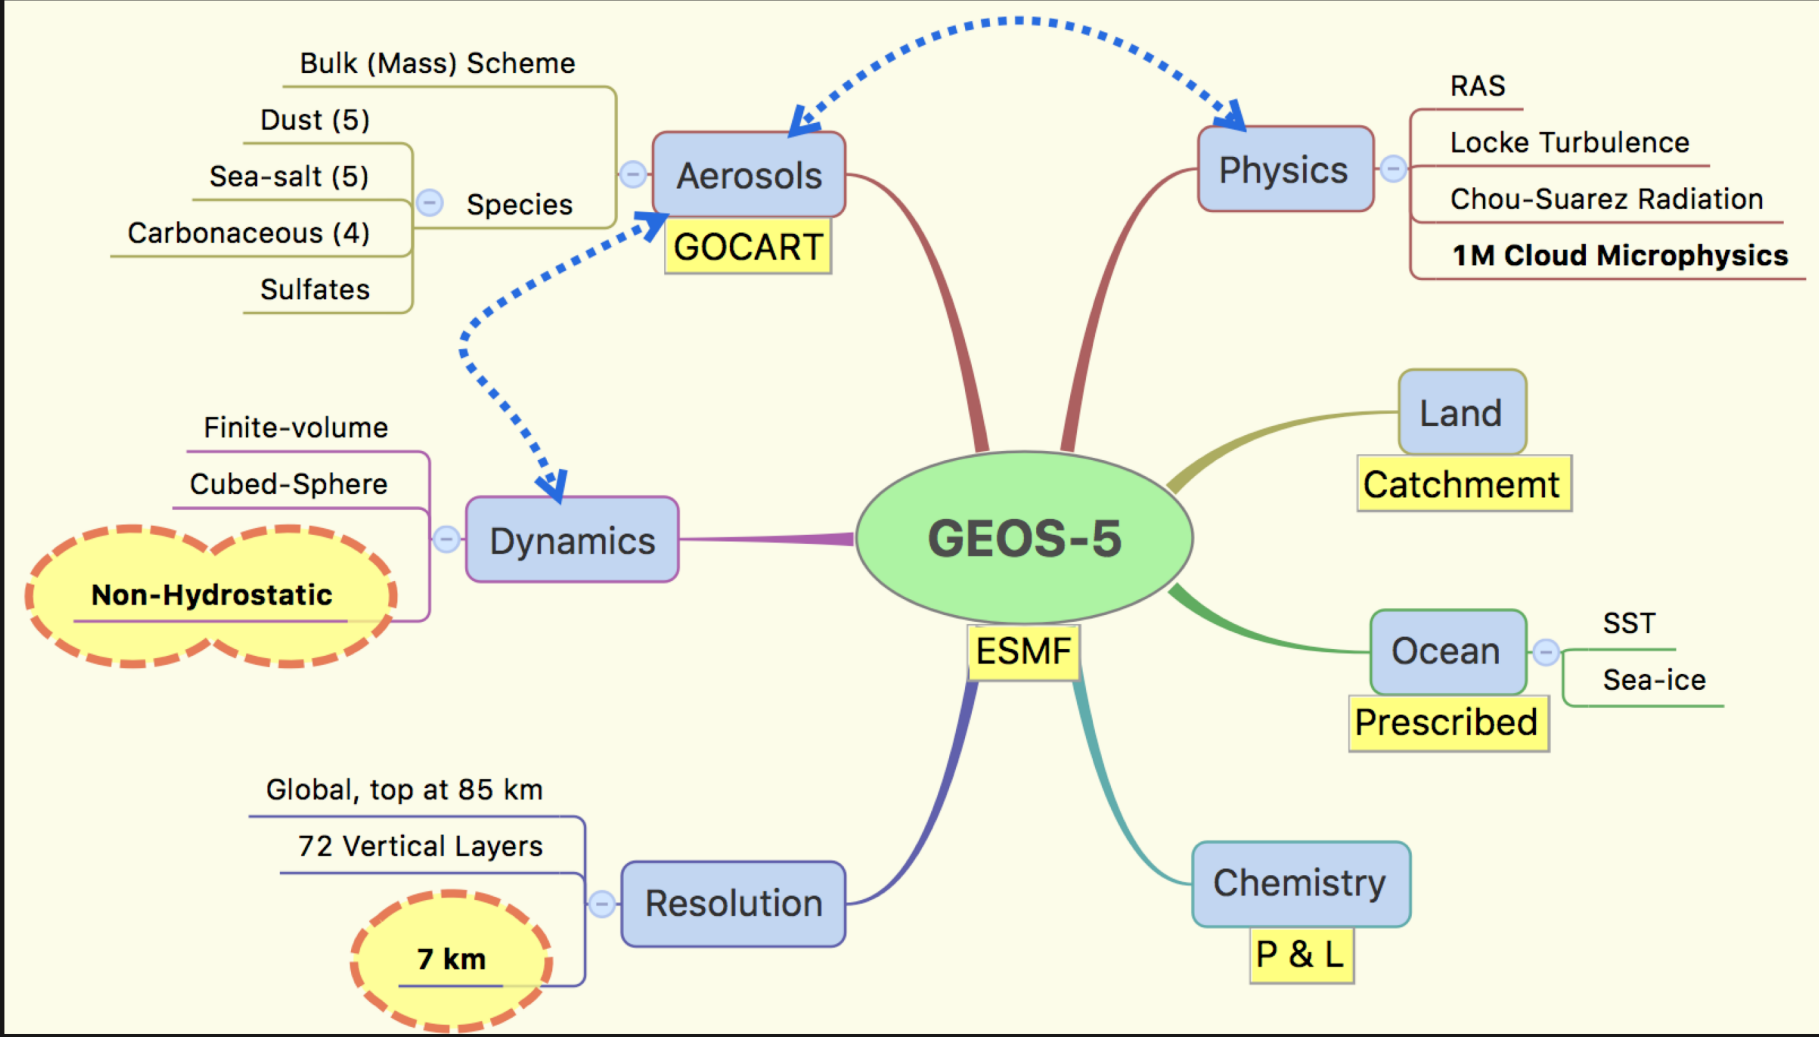 Bulk (Mass) Scheme
Dust (5)
Sea-salt (5)
Carbonaceous (4)
Sulfates
Species
Aerosols
GOCART
Physics
RAS
Locke Turbulence
Chou-Suarez Radiation
1M Cloud Microphysics
Finite-volume
Cubed-Sphere
Non-Hydrostatic
Dynamics
GEOS-5
ESMF
Land
Catchmemt
Ocean
Prescribed
SST
Sea-ice
Global, top at 85 km
72 Vertical Layers
7 km
Resolution
Chemistry
P & L